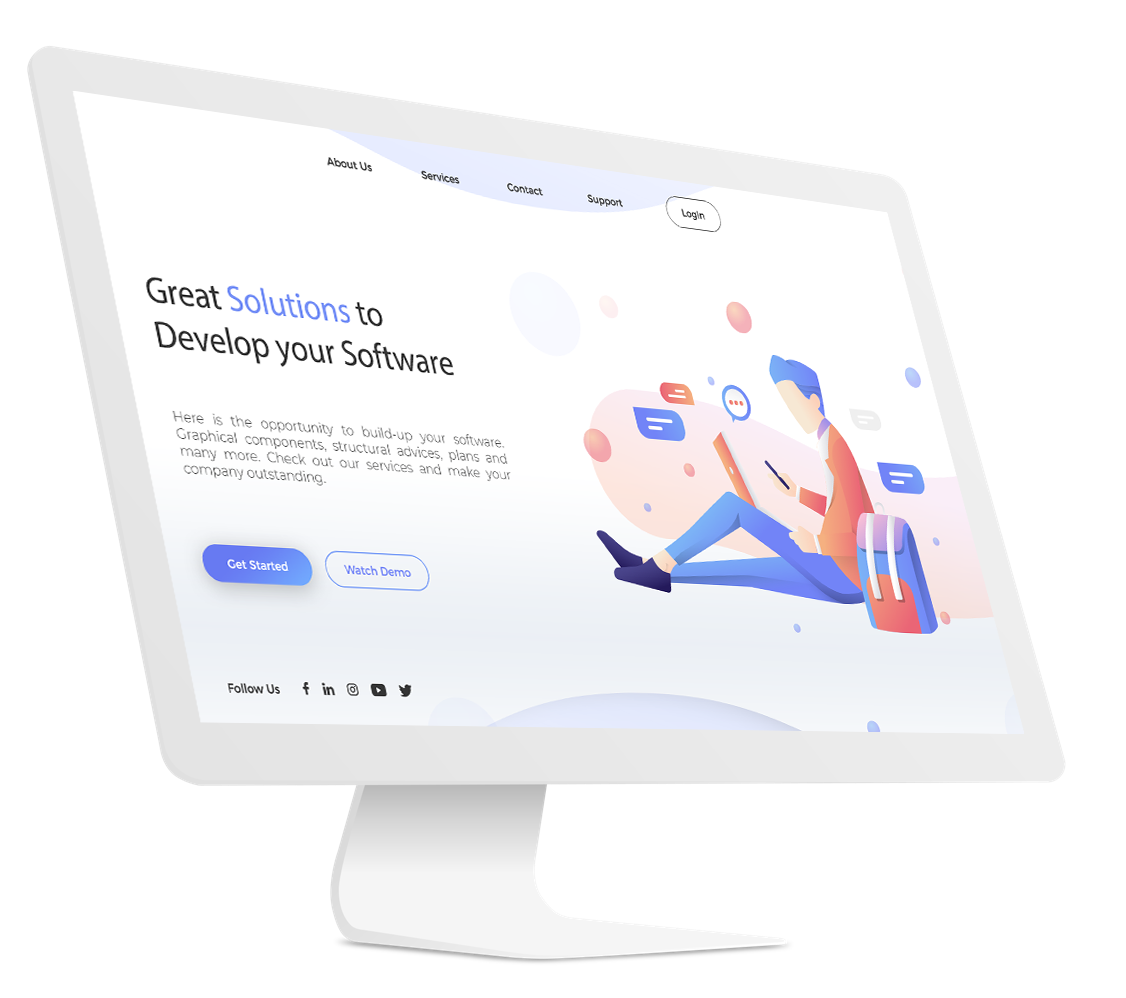 About Us
Services
Contact
Support
Login
Great Solutions to
Develop your Software
Here is the opportunity to build-up your software.
Graphical components, structural advices, plans and
many more. Check out our services and make your
company outstanding.
Get Started
Watch Demo
Follow Us